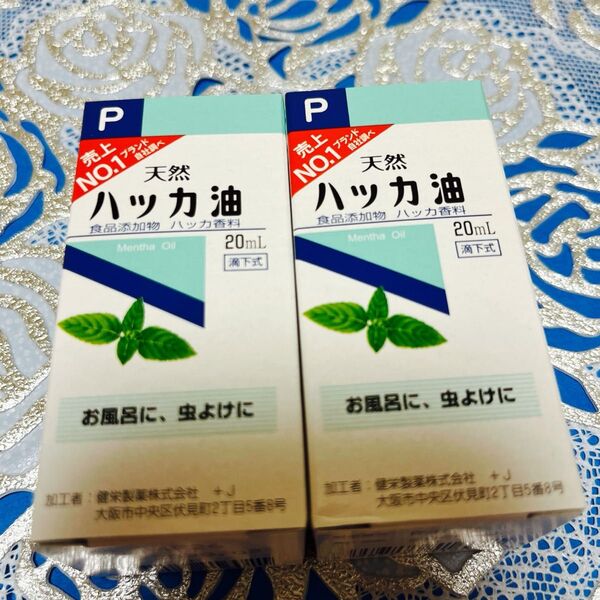 P
売上
NO.1ブランド
自社調べ
天然
ハッカ油
食品添加物 ハッカ香料
Mentha Oil
20mL
滴下式
お風呂に、虫よけに
加工者：健栄製薬株式会社 +J
大阪市中央区伏見町2丁目5番8号
P
売上
NO.1ブランド
自社調べ
天然
ハッカ油
食品添加物 ハッカ香料
Mentha Oil
20mL
滴下式
お風呂に、虫よけに
加工者：健栄製薬株式会社 +J
大阪市中央区伏見町2丁目5番8号